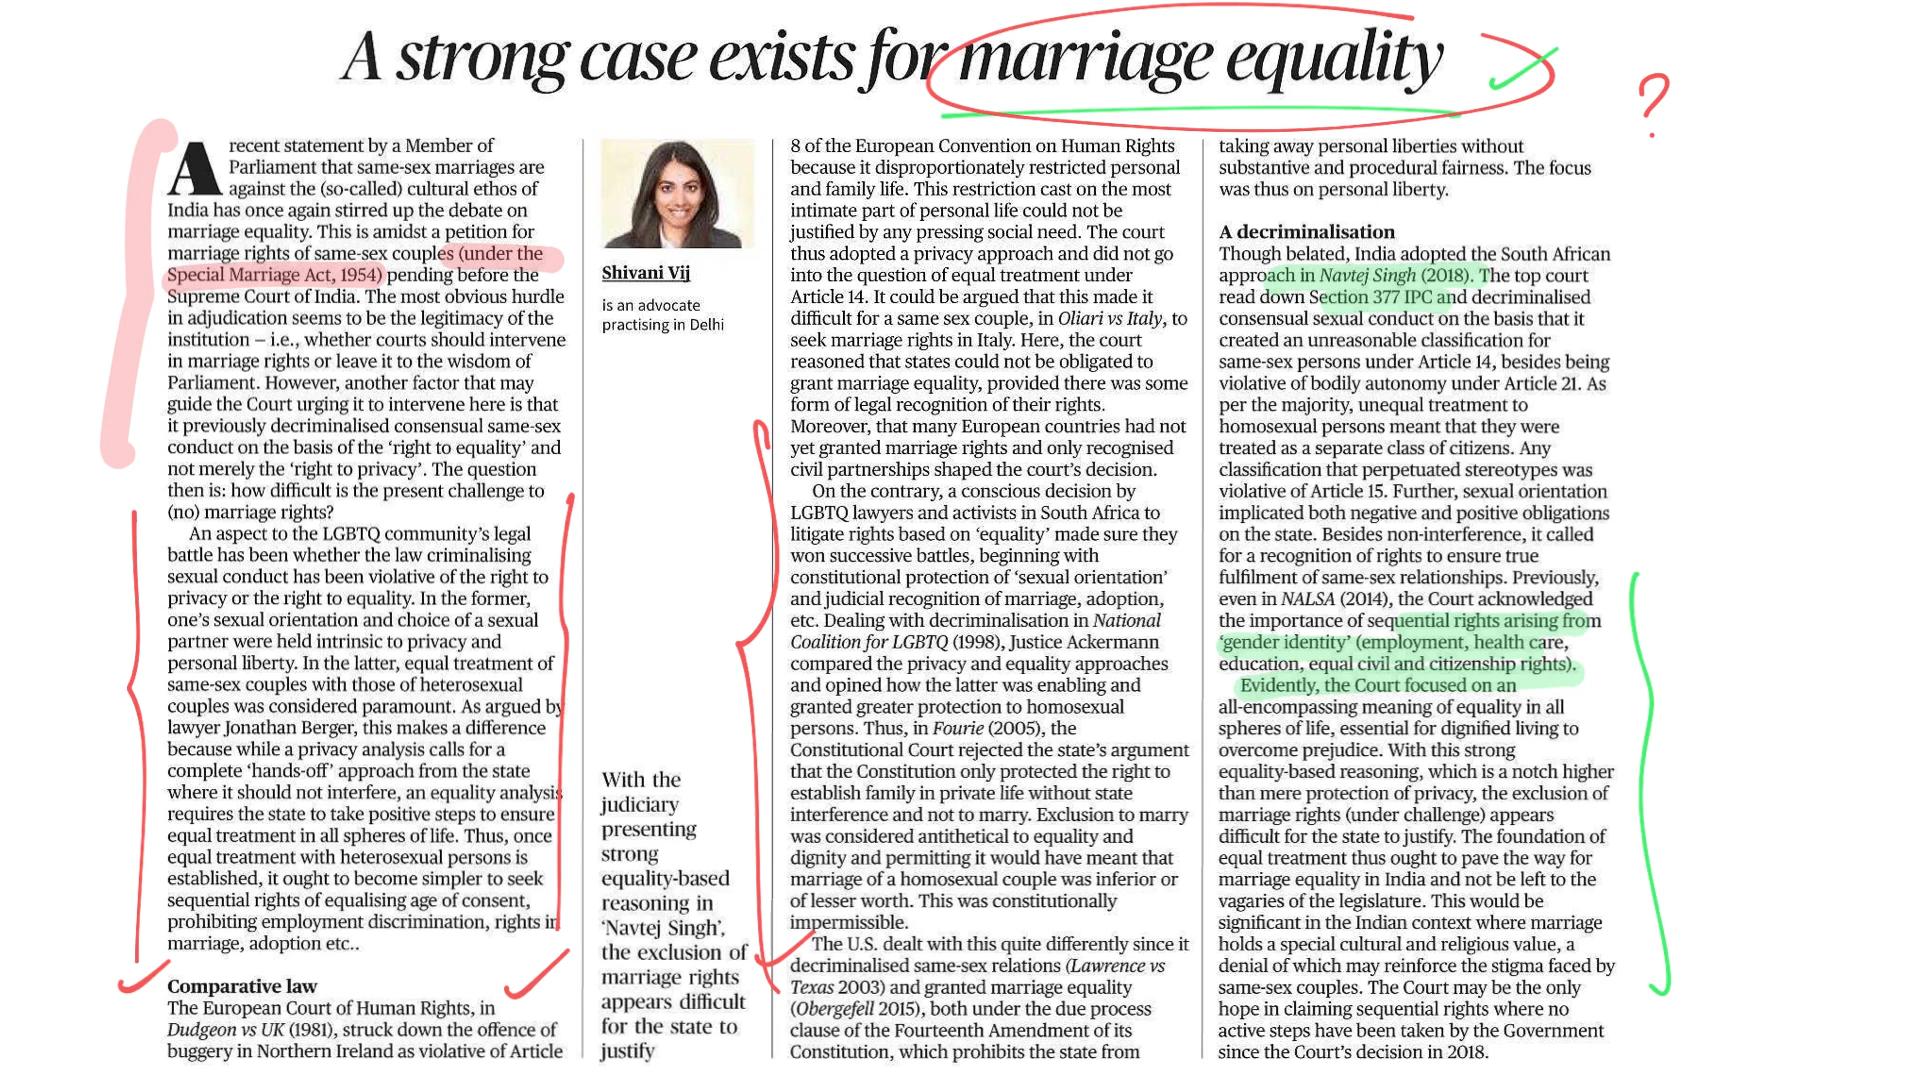 A strong case exists for marriage equality
?
A recent statement by a Member of
Parliament that same-sex marriages are
against the (so-called) cultural ethos of
India has once again stirred up the debate on
marriage equality. This is amidst a petition for
marriage rights of same-sex couples (under the
Special Marriage Act, 1954) pending before the
Supreme Court of India. The most obvious hurdle
in adjudication seems to be the legitimacy of the
institution – i.e., whether courts should intervene
in marriage rights or leave it to the wisdom of
Parliament. However, another factor that may
guide the Court urging it to intervene here is that
it previously decriminalised consensual same-sex
conduct on the basis of the ‘right to equality’ and
not merely the ‘right to privacy’. The question
then is: how difficult is the present challenge to
(no) marriage rights?
An aspect to the LGBTQ community’s legal
battle has been whether the law criminalising
sexual conduct has been violative of the right to
privacy or the right to equality. In the former,
one’s sexual orientation and choice of a sexual
partner were held intrinsic to privacy and
personal liberty. In the latter, equal treatment of
same-sex couples with those of heterosexual
couples was considered paramount. As argued by
lawyer Jonathan Berger, this makes a difference
because while a privacy analysis calls for a
complete ‘hands-off’ approach from the state
where it should not interfere, an equality analysis
requires the state to take positive steps to ensure
equal treatment in all spheres of life. Thus, once
equal treatment with heterosexual persons is
established, it ought to become simpler to seek
sequential rights of equalising age of consent,
prohibiting employment discrimination, rights in
marriage, adoption etc..
Comparative law
The European Court of Human Rights, in
Dudgeon vs UK (1981), struck down the offence of
buggery in Northern Ireland as violative of Article
Shivani Vij
is an advocate
practising in Delhi
With the
judiciary
presenting
strong
equality-based
reasoning in
‘Navtej Singh’,
the exclusion of
marriage rights
appears difficult
for the state to
justify
8 of the European Convention on Human Rights
because it disproportionately restricted personal
and family life. This restriction cast on the most
intimate part of personal life could not be
justified by any pressing social need. The court
thus adopted a privacy approach and did not go
into the question of equal treatment under
Article 14. It could be argued that this made it
difficult for a same sex couple, in Oliari vs Italy, to
seek marriage rights in Italy. Here, the court
reasoned that states could not be obligated to
grant marriage equality, provided there was some
form of legal recognition of their rights.
Moreover, that many European countries had not
yet granted marriage rights and only recognised
civil partnerships shaped the court’s decision.
On the contrary, a conscious decision by
LGBTQ lawyers and activists in South Africa to
litigate rights based on ‘equality’ made sure they
won successive battles, beginning with
constitutional protection of ‘sexual orientation’
and judicial recognition of marriage, adoption,
etc. Dealing with decriminalisation in National
Coalition for LGBTQ (1998), Justice Ackermann
compared the privacy and equality approaches
and opined how the latter was enabling and
granted greater protection to homosexual
persons. Thus, in Fourie (2005), the
Constitutional Court rejected the state’s argument
that the Constitution only protected the right to
establish family in private life without state
interference and not to marry. Exclusion to marry
was considered antithetical to equality and
dignity and permitting it would have meant that
marriage of a homosexual couple was inferior or
of lesser worth. This was constitutionally
impermissible.
The U.S. dealt with this quite differently since it
decriminalised same-sex relations (Lawrence vs
Texas 2003) and granted marriage equality
(Obergefell 2015), both under the due process
clause of the Fourteenth Amendment of its
Constitution, which prohibits the state from
taking away personal liberties without
substantive and procedural fairness. The focus
was thus on personal liberty.
A decriminalisation
Though belated, India adopted the South African
approach in Navtej Singh (2018). The top court
read down Section 377 IPC and decriminalised
consensual sexual conduct on the basis that it
created an unreasonable classification for
same-sex persons under Article 14, besides being
violative of bodily autonomy under Article 21. As
per the majority, unequal treatment to
homosexual persons meant that they were
treated as a separate class of citizens. Any
classification that perpetuated stereotypes was
violative of Article 15. Further, sexual orientation
implicated both negative and positive obligations
on the state. Besides non-interference, it called
for a recognition of rights to ensure true
fulfilment of same-sex relationships. Previously,
even in NALSA (2014), the Court acknowledged
the importance of sequential rights arising from
‘gender identity’ (employment, health care,
education, equal civil and citizenship rights).
Evidently, the Court focused on an
all-encompassing meaning of equality in all
spheres of life, essential for dignified living to
overcome prejudice. With this strong
equality-based reasoning, which is a notch higher
than mere protection of privacy, the exclusion of
marriage rights (under challenge) appears
difficult for the state to justify. The foundation of
equal treatment thus ought to pave the way for
marriage equality in India and not be left to the
vagaries of the legislature. This would be
significant in the Indian context where marriage
holds a special cultural and religious value, a
denial of which may reinforce the stigma faced by
same-sex couples. The Court may be the only
hope in claiming sequential rights where no
active steps have been taken by the Government
since the Court’s decision in 2018.